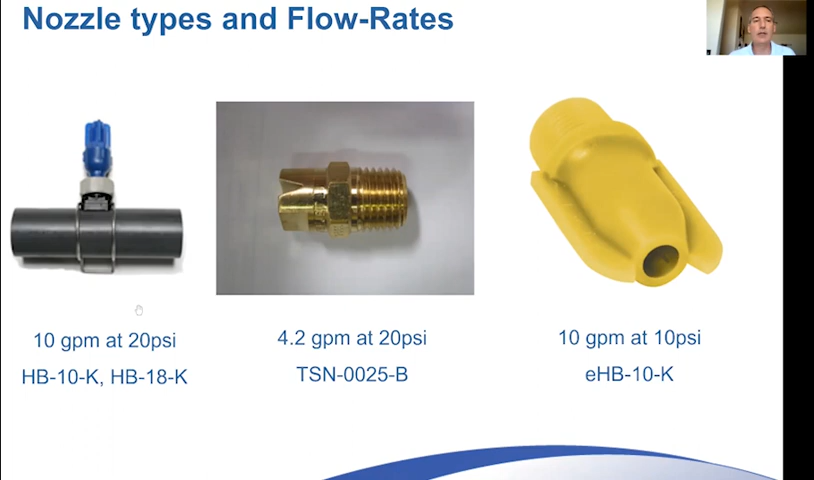 Nozzle types and Flow-Rates
10 gpm at 20psi
HB-10-K, HB-18-K
4.2 gpm at 20psi
TSN-0025-B
10 gpm at 10psi
eHB-10-K